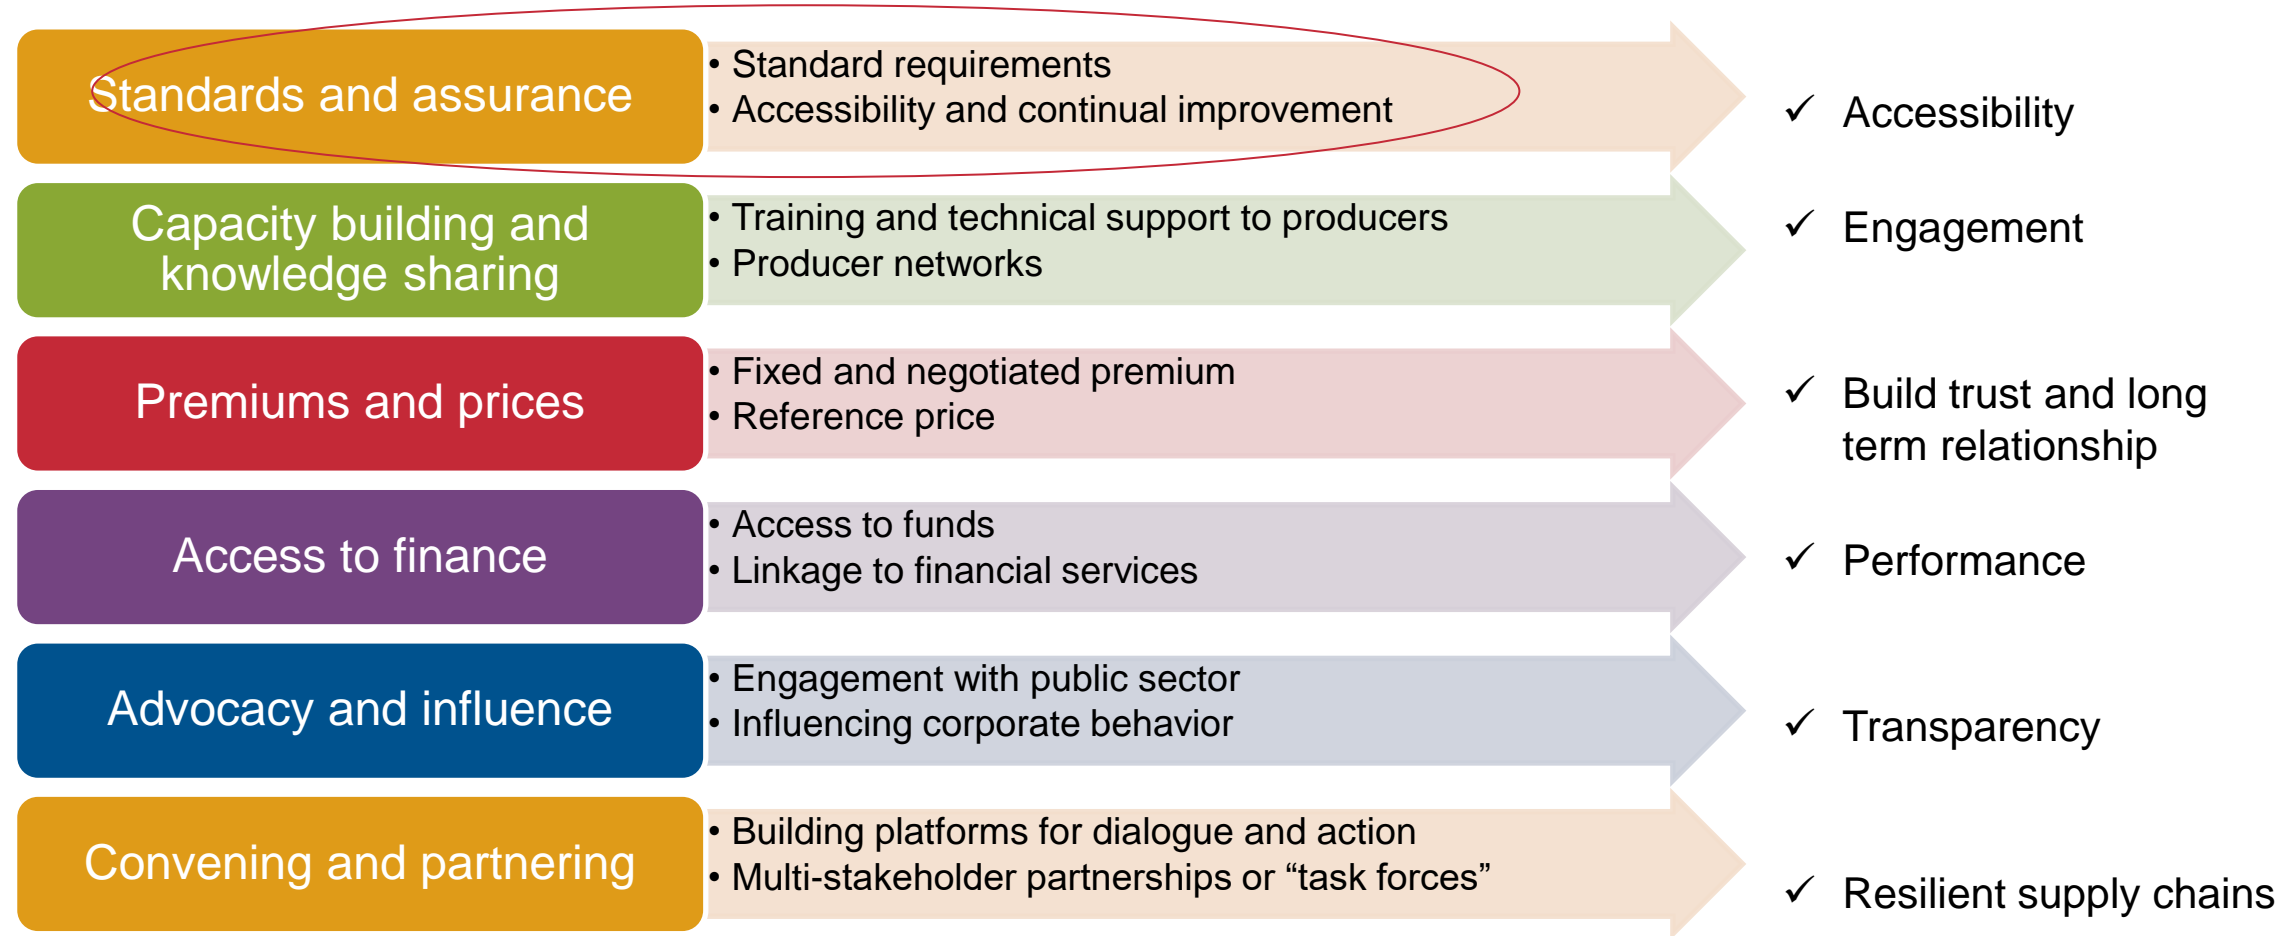 Standards and assurance
• Standard requirements
• Accessibility and continual improvement
✓ Accessibility
Capacity building and
knowledge sharing
• Training and technical support to producers
• Producer networks
✓ Engagement
Premiums and prices
• Fixed and negotiated premium
• Reference price
✓ Build trust and long
term relationship
Access to finance
• Access to funds
• Linkage to financial services
✓ Performance
Advocacy and influence
• Engagement with public sector
• Influencing corporate behavior
✓ Transparency
Convening and partnering
• Building platforms for dialogue and action
• Multi-stakeholder partnerships or “task forces”
✓ Resilient supply chains